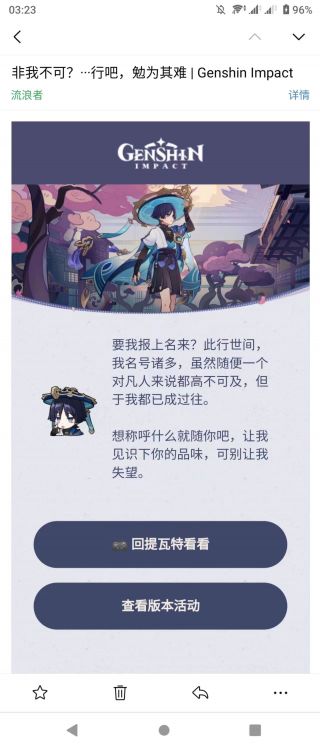 03:23
96%
非我不可？···行吧，勉为其难 | Genshin Impact
流浪者
详情
GENSHIN
IMPACT
要我报上名来？此行世间，
我名号诸多，虽然随便一个
对凡人来说都高不可及，但
于我都已成过往。
想称呼什么就随你吧，让我
见识下你的品味，可别让我
失望。
回提瓦特看看
查看版本活动